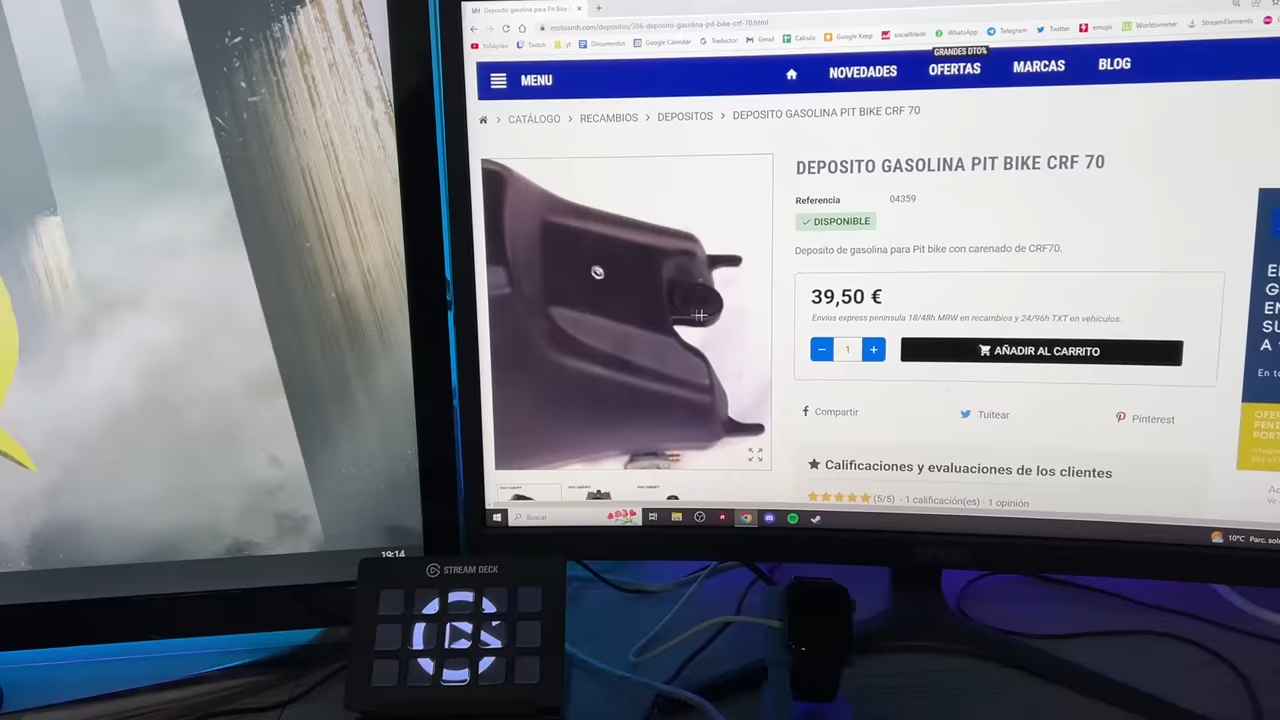 Deposito gasolina para Pit Bike
motosmh.com/depositos/386-deposito-gasolina-pit-bike-crf-70.html
YoSoyJavi Twitch yt Documentos Google Calendar Traductor Gmail Calculo Google Keep socialblade WhatsApp Telegram Twitter emojis Worldometer StreamElements
GRANDES DTO%
MENU NOVEDADES OFERTAS MARCAS BLOG
CATÁLOGO > RECAMBIOS > DEPOSITOS > DEPOSITO GASOLINA PIT BIKE CRF 70
DEPOSITO GASOLINA PIT BIKE CRF 70
Referencia 04359
✓ DISPONIBLE
Deposito de gasolina para Pit bike con carenado de CRF70.
39,50 €
Envíos express peninsula 18/48h MRW en recambios y 24/96h TXT en vehiculos.
− 1 +
AÑADIR AL CARRITO
Compartir Tuitear Pinterest
Calificaciones y evaluaciones de los clientes
(5/5) - 1 calificación(es) - 1 opinión
Buscar
10°C Parc. sol
19:14
STREAM DECK